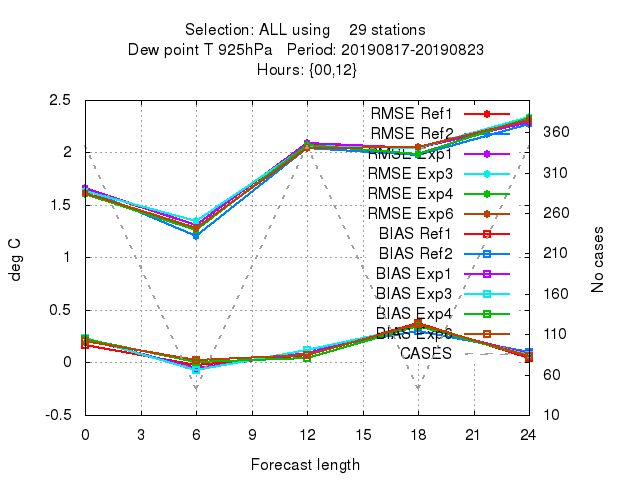 Selection: ALL using 29 stations
Dew point T 925hPa Period: 20190817-20190823
Hours: {00,12}
2.5
2
1.5
1
0.5
0
-0.5
deg C
RMSE Ref1
RMSE Ref2
RMSE Exp1
RMSE Exp3
RMSE Exp4
RMSE Exp6
BIAS Ref1
BIAS Ref2
BIAS Exp1
BIAS Exp3
BIAS Exp4
BIAS Exp6
CASES
360
310
260
210
160
110
60
10
No cases
0 3 6 9 12 15 18 21 24
Forecast length